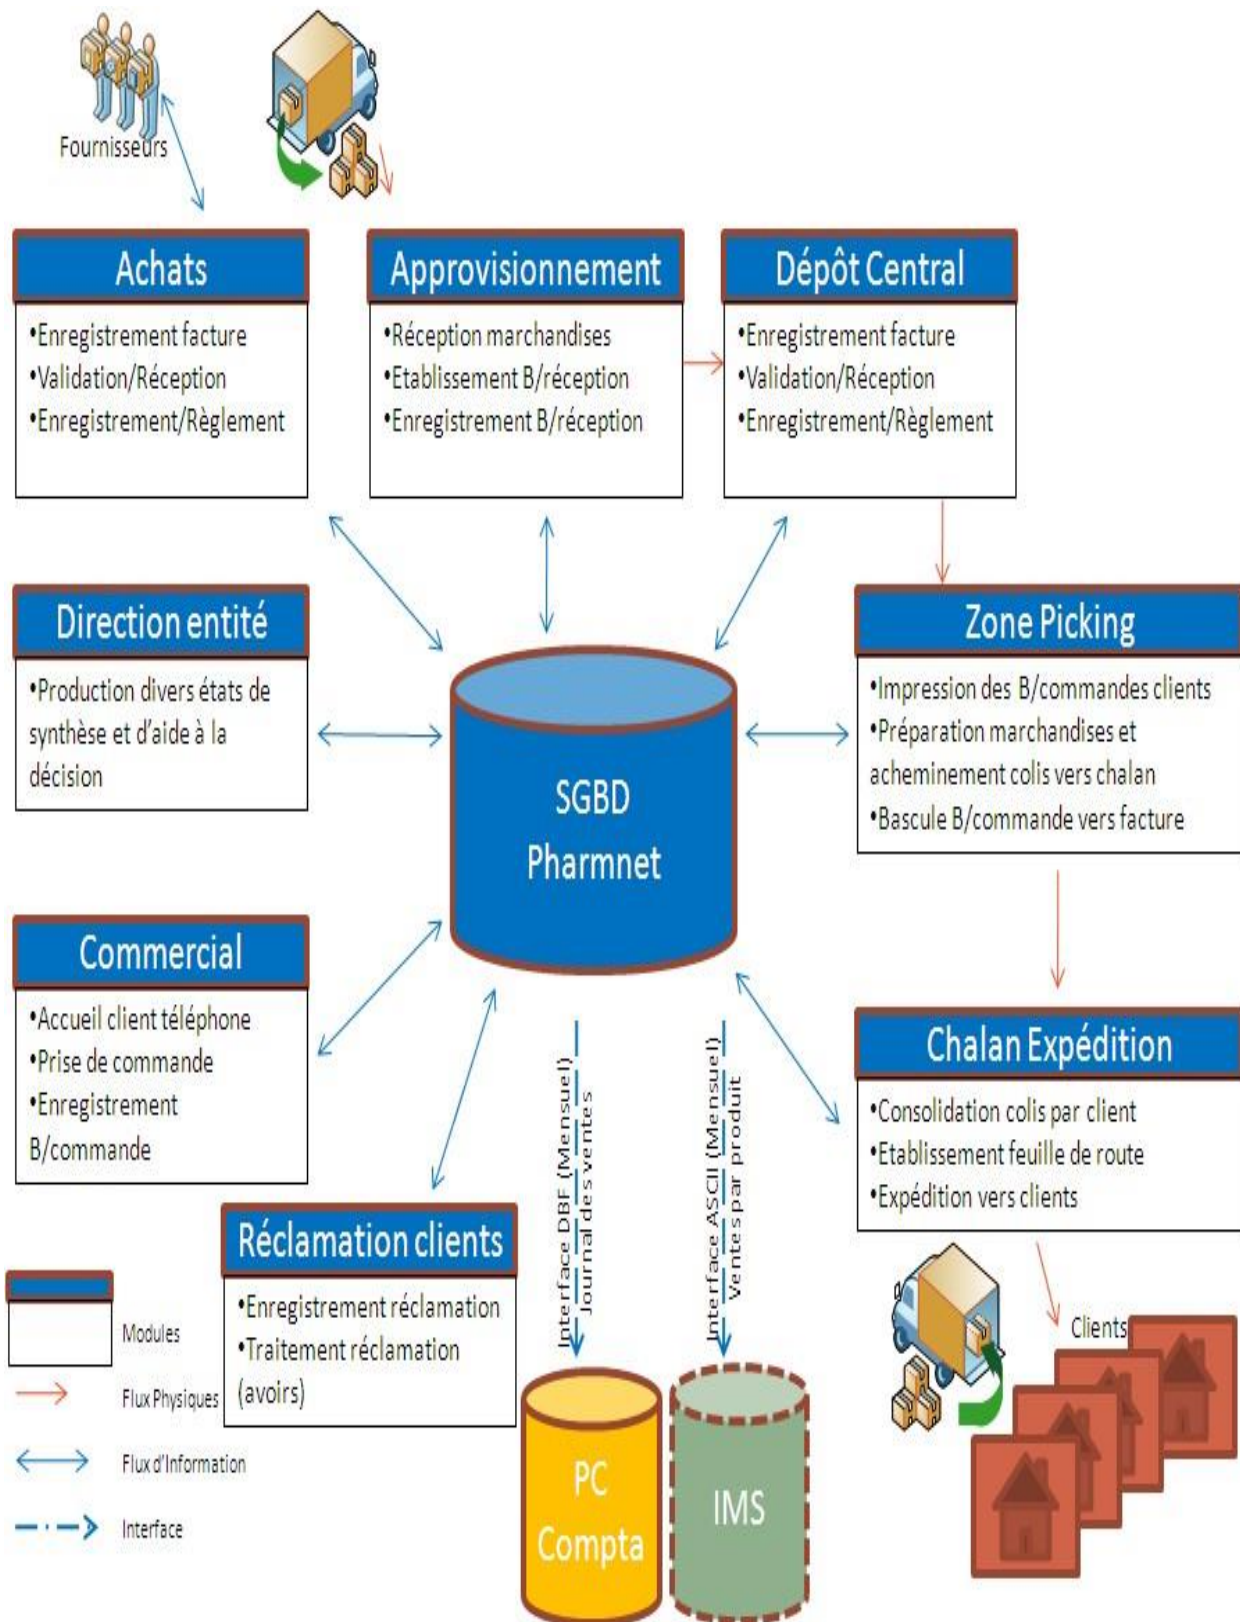 Fournisseurs
Achats
•Enregistrement facture
•Validation/Réception
•Enregistrement/Règlement
Approvisionnement
•Réception marchandises
•Etablissement B/réception
•Enregistrement B/réception
Dépôt Central
•Enregistrement facture
•Validation/Réception
•Enregistrement/Règlement
Direction entité
•Production divers états de
synthèse et d'aide à la
décision
SGBD
Pharmnet
Zone Picking
•Impression des B/commandes clients
•Préparation marchandises et
acheminement colis vers chalan
•Bascule B/commande vers facture
Commercial
•Accueil client téléphone
•Prise de commande
•Enregistrement
B/commande
Interface DBF (Mensuel)
Journal des ventes
Interface ASCII (Mensuel)
Ventes par produit
Chalan Expédition
•Consolidation colis par client
•Etablissement feuille de route
•Expédition vers clients
Réclamation clients
•Enregistrement réclamation
•Traitement réclamation
(avoirs)
Clients
Modules
Flux Physiques
Flux d'Information
Interface
PC
Compta
IMS